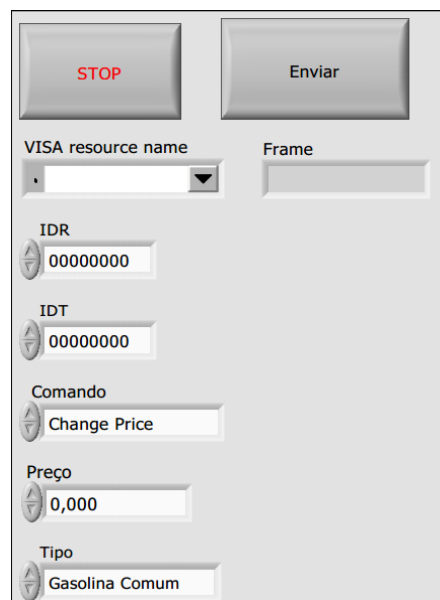 STOP
Enviar
VISA resource name
Frame
IDR
00000000
IDT
00000000
Comando
Change Price
Preço
0,000
Tipo
Gasolina Comum